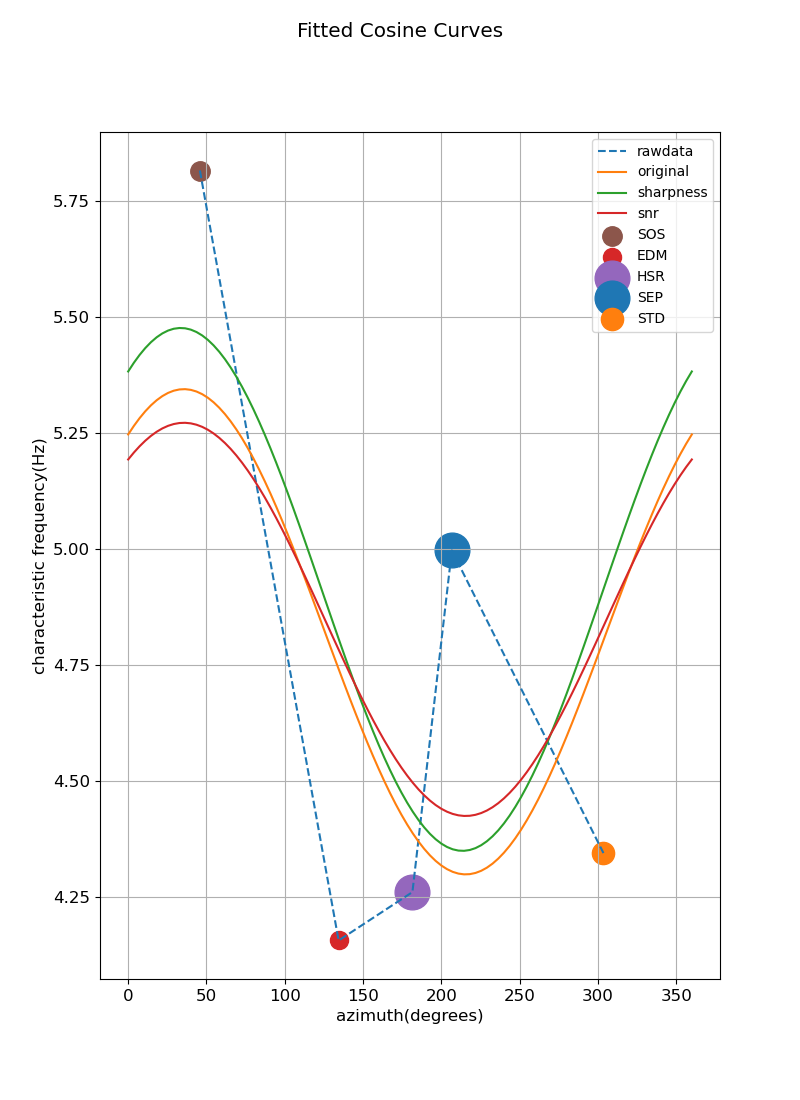 Fitted Cosine Curves
rawdata
original
sharpness
snr
SOS
EDM
HSR
SEP
STD
5.75
5.50
5.25
5.00
4.75
4.50
4.25
characteristic frequency(Hz)
0 50 100 150 200 250 300 350
azimuth(degrees)